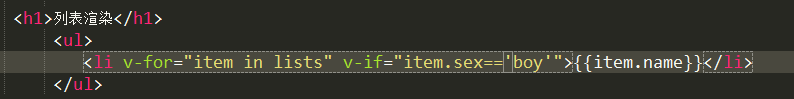 <h1>列表渲染</h1>
<ul>
<li v-for="item in lists" v-if="item.sex=='boy'">{{item.name}}</li>
</ul>